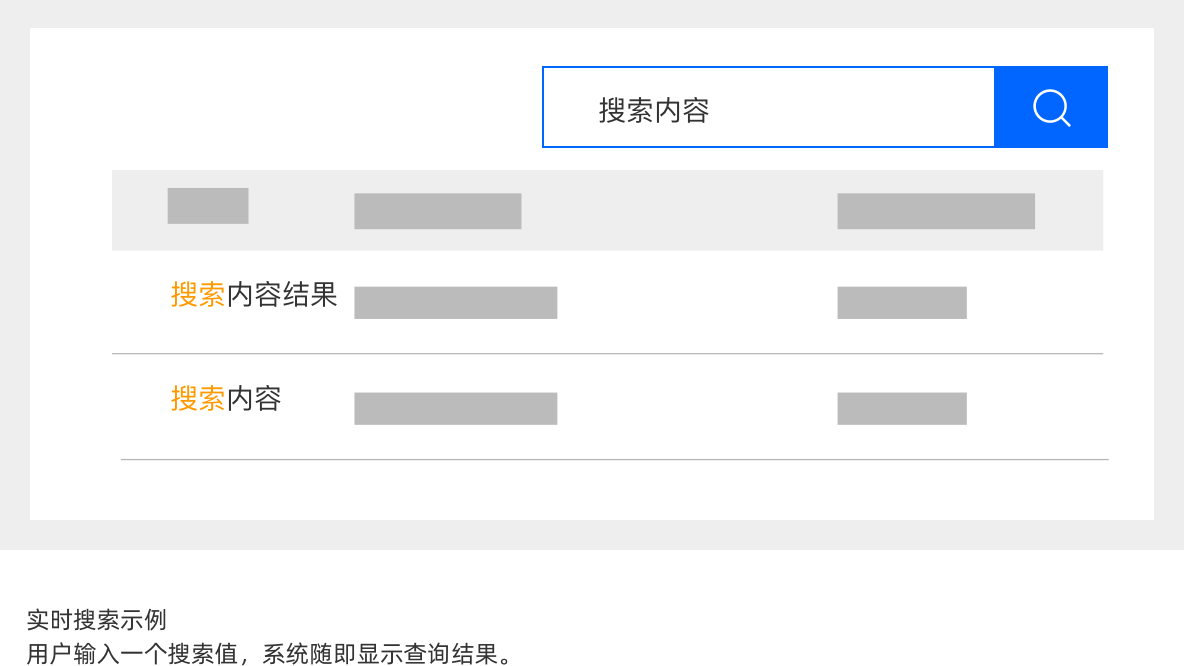 搜索内容
搜索内容结果
搜索内容
实时搜索示例
用户输入一个搜索值，系统随即显示查询结果。